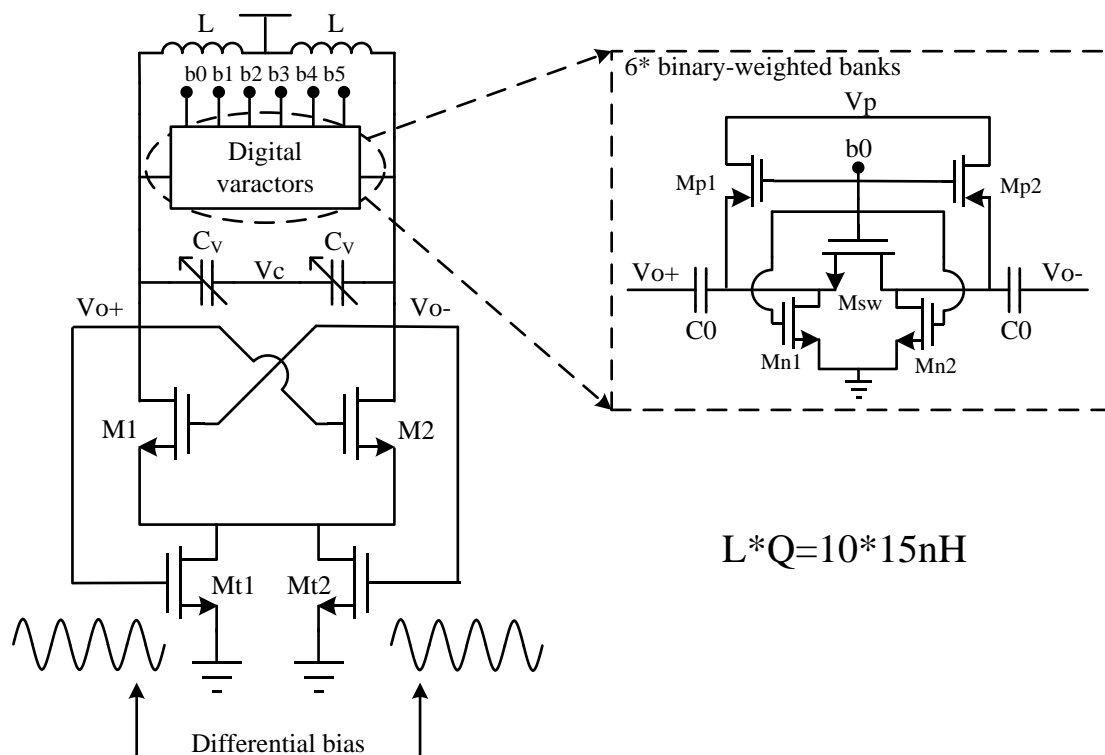 L L
b0 b1 b2 b3 b4 b5
Digital
varactors
CV CV
Vc
Vo+ Vo-
M1 M2
Mt1 Mt2
Differential bias
6* binary-weighted banks
Vp
b0
Mp1 Mp2
Vo+ Vo-
Msw
C0 C0
Mn1 Mn2
L*Q=10*15nH